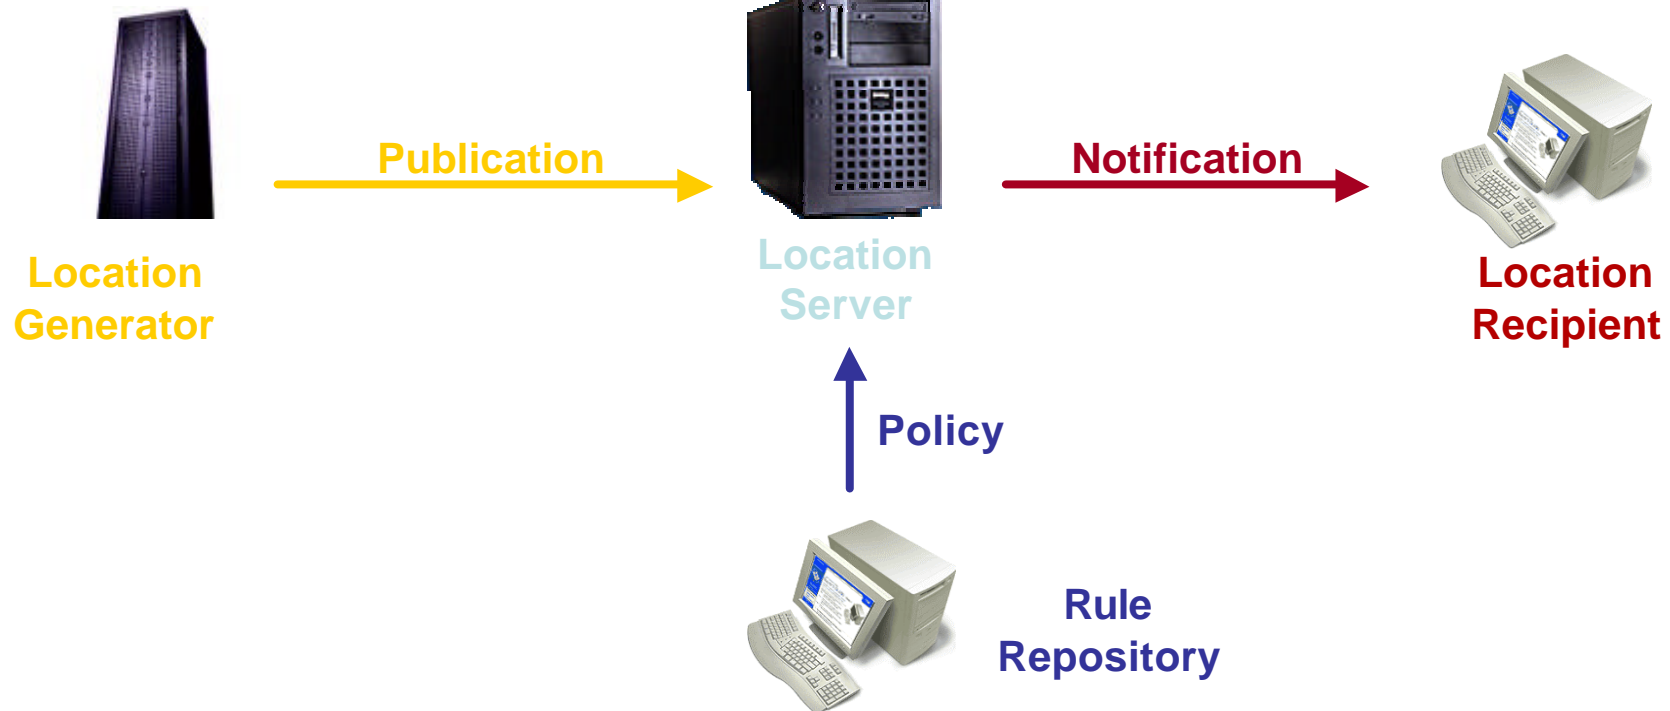 Publication
Notification
Location
Generator
Location
Server
Location
Recipient
Policy
Rule
Repository